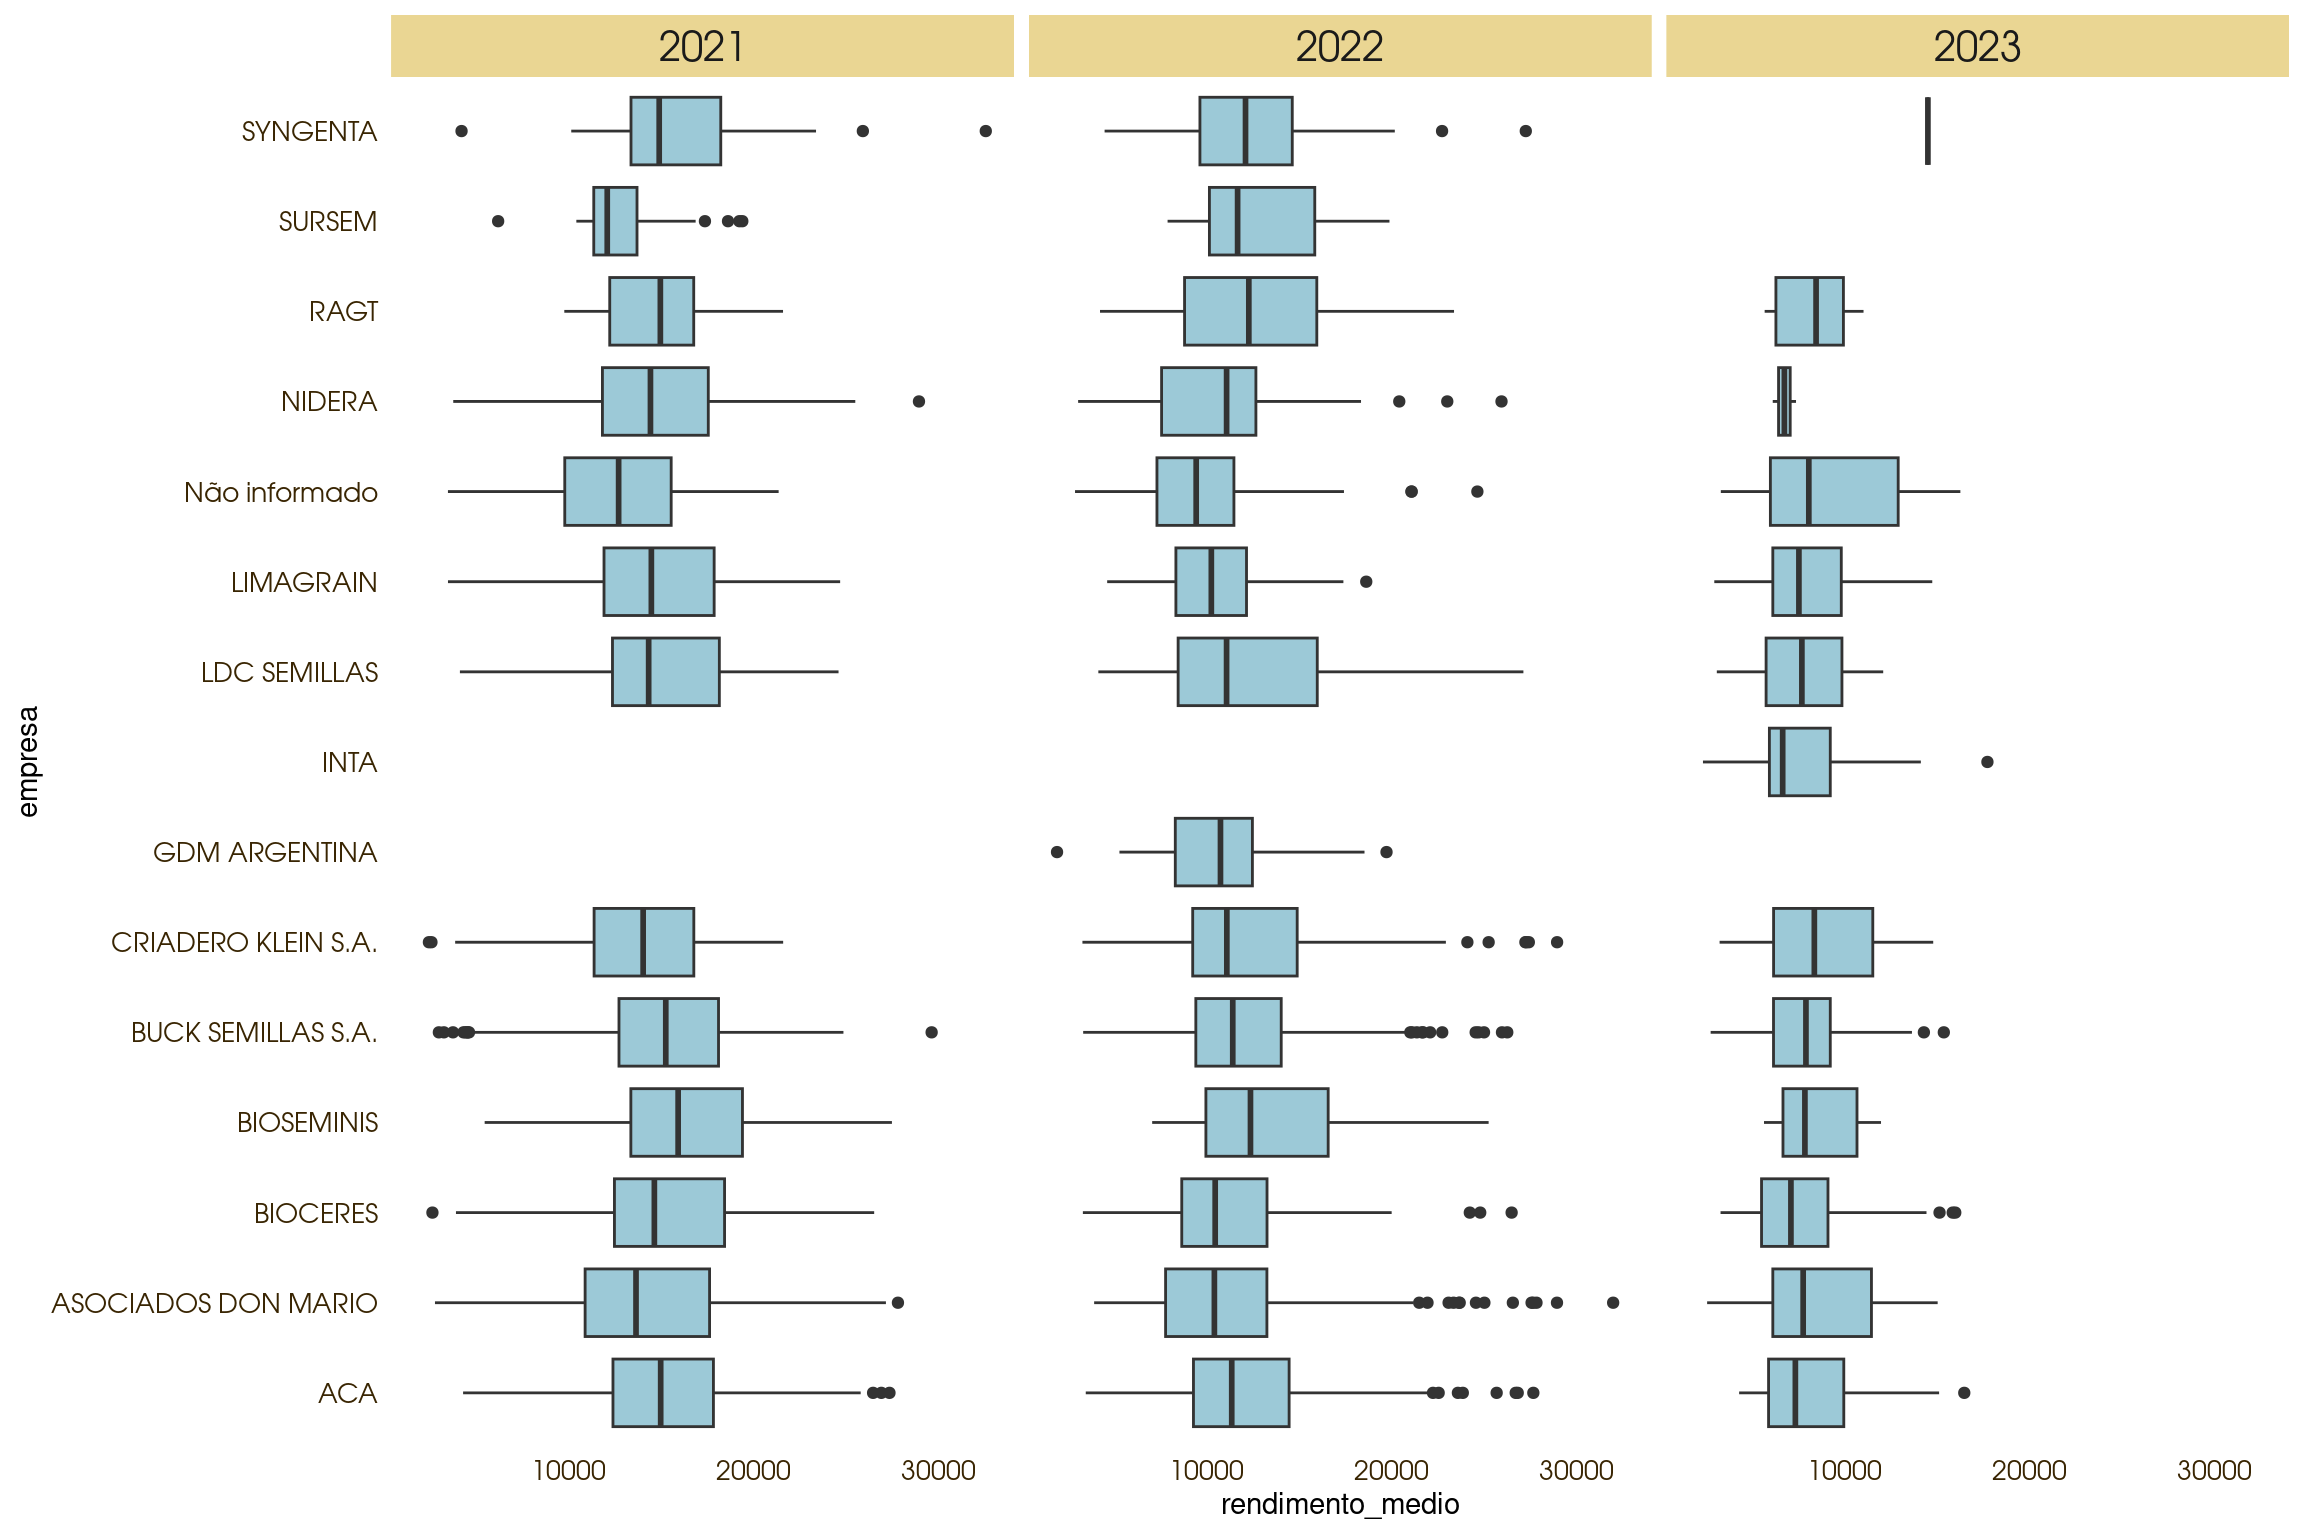 2021 2022 2023
SYNGENTA
SURSEM
RAGT
NIDERA
Não informado
LIMAGRAIN
LDC SEMILLAS
INTA
GDM ARGENTINA
CRIADERO KLEIN S.A.
BUCK SEMILLAS S.A.
BIOSEMINIS
BIOCERES
ASOCIADOS DON MARIO
ACA
empresa
10000 20000 30000 10000 20000 30000 10000 20000 30000
rendimento_medio